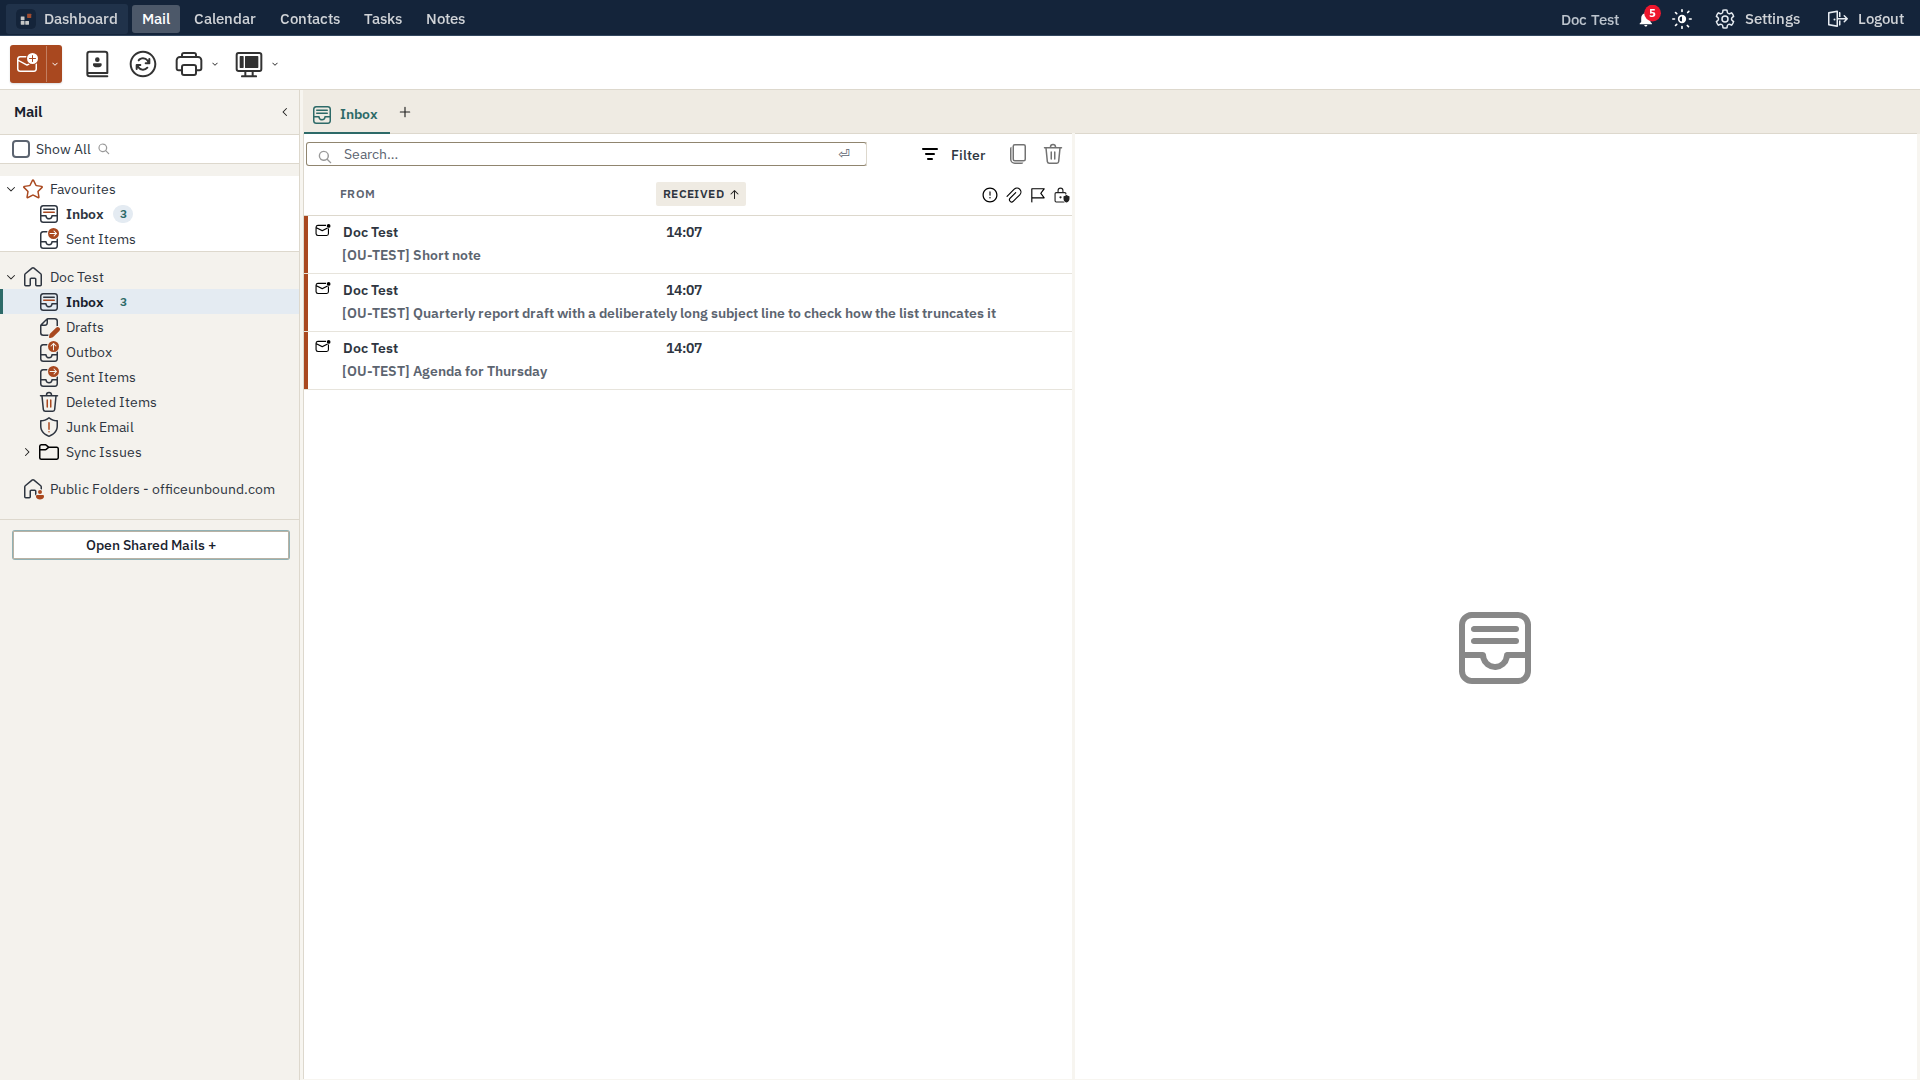 Dashboard Mail Calendar Contacts Tasks Notes Doc Test 5 Settings Logout
Mail
Show All
Favourites
Inbox 3
Sent Items
Doc Test
Inbox 3
Drafts
Outbox
Sent Items
Deleted Items
Junk Email
Sync Issues
Public Folders - officeunbound.com
Open Shared Mails +
Inbox +
Search... Filter
FROM RECEIVED
Doc Test 14:07
[OU-TEST] Short note
Doc Test 14:07
[OU-TEST] Quarterly report draft with a deliberately long subject line to check how the list truncates it
Doc Test 14:07
[OU-TEST] Agenda for Thursday